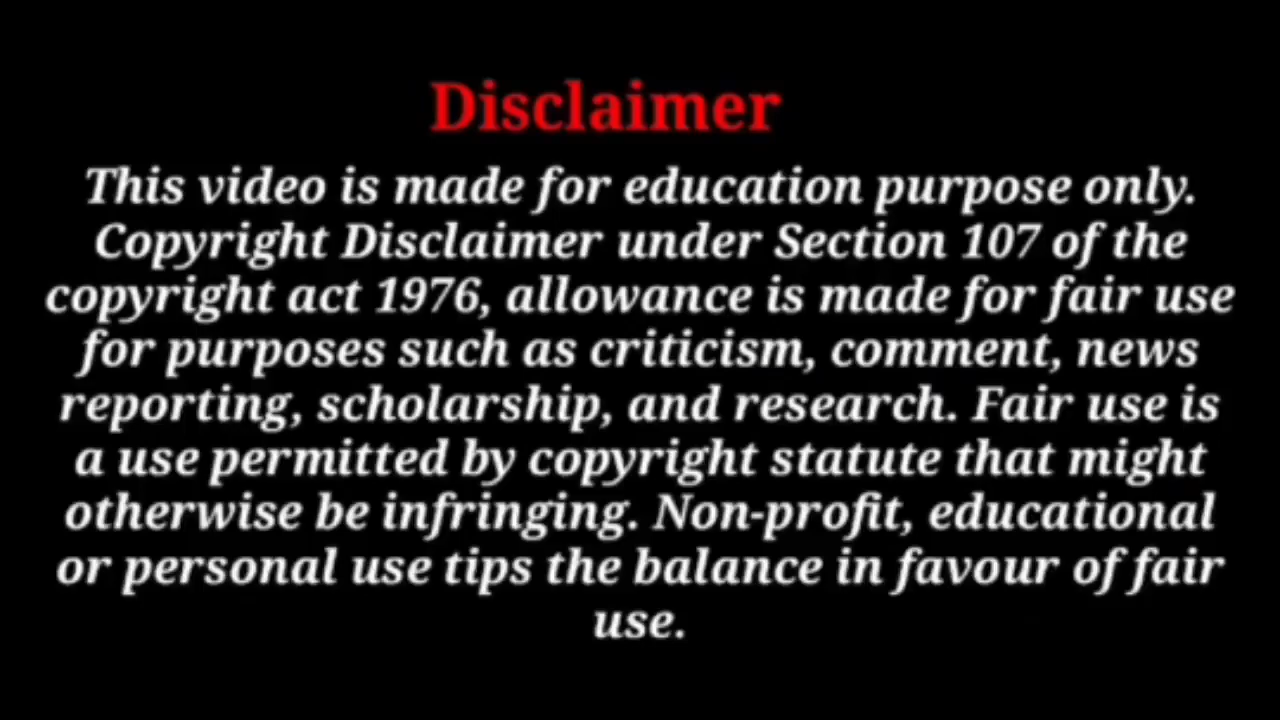 Disclaimer
This video is made for education purpose only.
Copyright Disclaimer under Section 107 of the
copyright act 1976, allowance is made for fair use
for purposes such as criticism, comment, news
reporting, scholarship, and research. Fair use is
a use permitted by copyright statute that might
otherwise be infringing. Non-profit, educational
or personal use tips the balance in favour of fair
use.